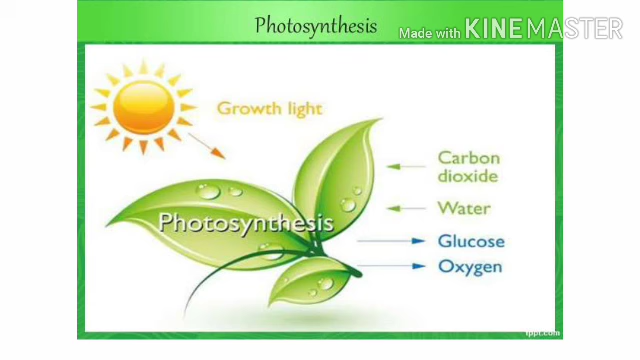 Photosynthesis
Made with KINEMASTER
Growth light
Carbon
dioxide
Water
Photosynthesis
Glucose
Oxygen
fppt.com